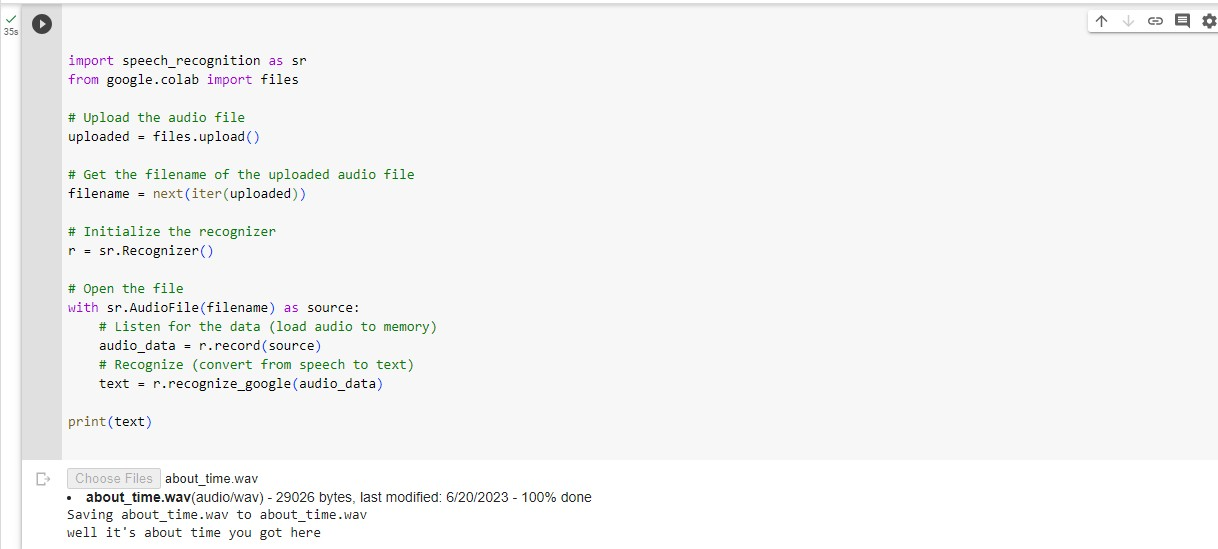 35s
import speech_recognition as sr
from google.colab import files
# Upload the audio file
uploaded = files.upload()
# Get the filename of the uploaded audio file
filename = next(iter(uploaded))
# Initialize the recognizer
r = sr.Recognizer()
# Open the file
with sr.AudioFile(filename) as source:
    # Listen for the data (load audio to memory)
    audio_data = r.record(source)
    # Recognize (convert from speech to text)
    text = r.recognize_google(audio_data)
print(text)
Choose Files about_time.wav
• about_time.wav(audio/wav) - 29026 bytes, last modified: 6/20/2023 - 100% done
Saving about_time.wav to about_time.wav
well it's about time you got here